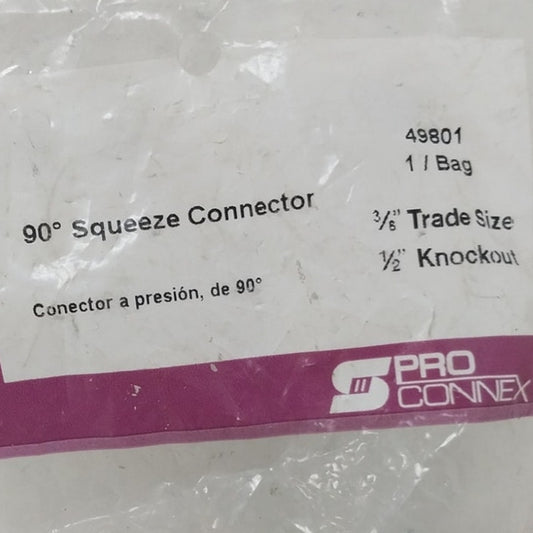 49801
1 / Bag
90° Squeeze Connector
3/8" Trade Size
1/2" Knockout
Conector a presión, de 90°
PRO
CONNEX